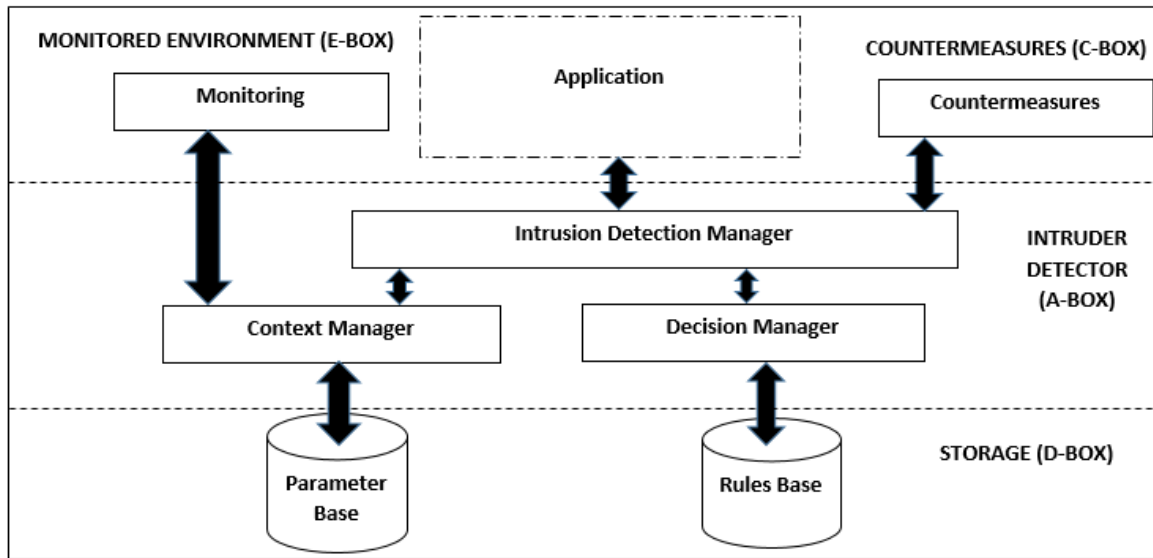 MONITORED ENVIRONMENT (E-BOX)
Monitoring
Application
COUNTERMEASURES (C-BOX)
Countermeasures
Intrusion Detection Manager
INTRUDER
DETECTOR
(A-BOX)
Context Manager
Decision Manager
Parameter
Base
Rules Base
STORAGE (D-BOX)